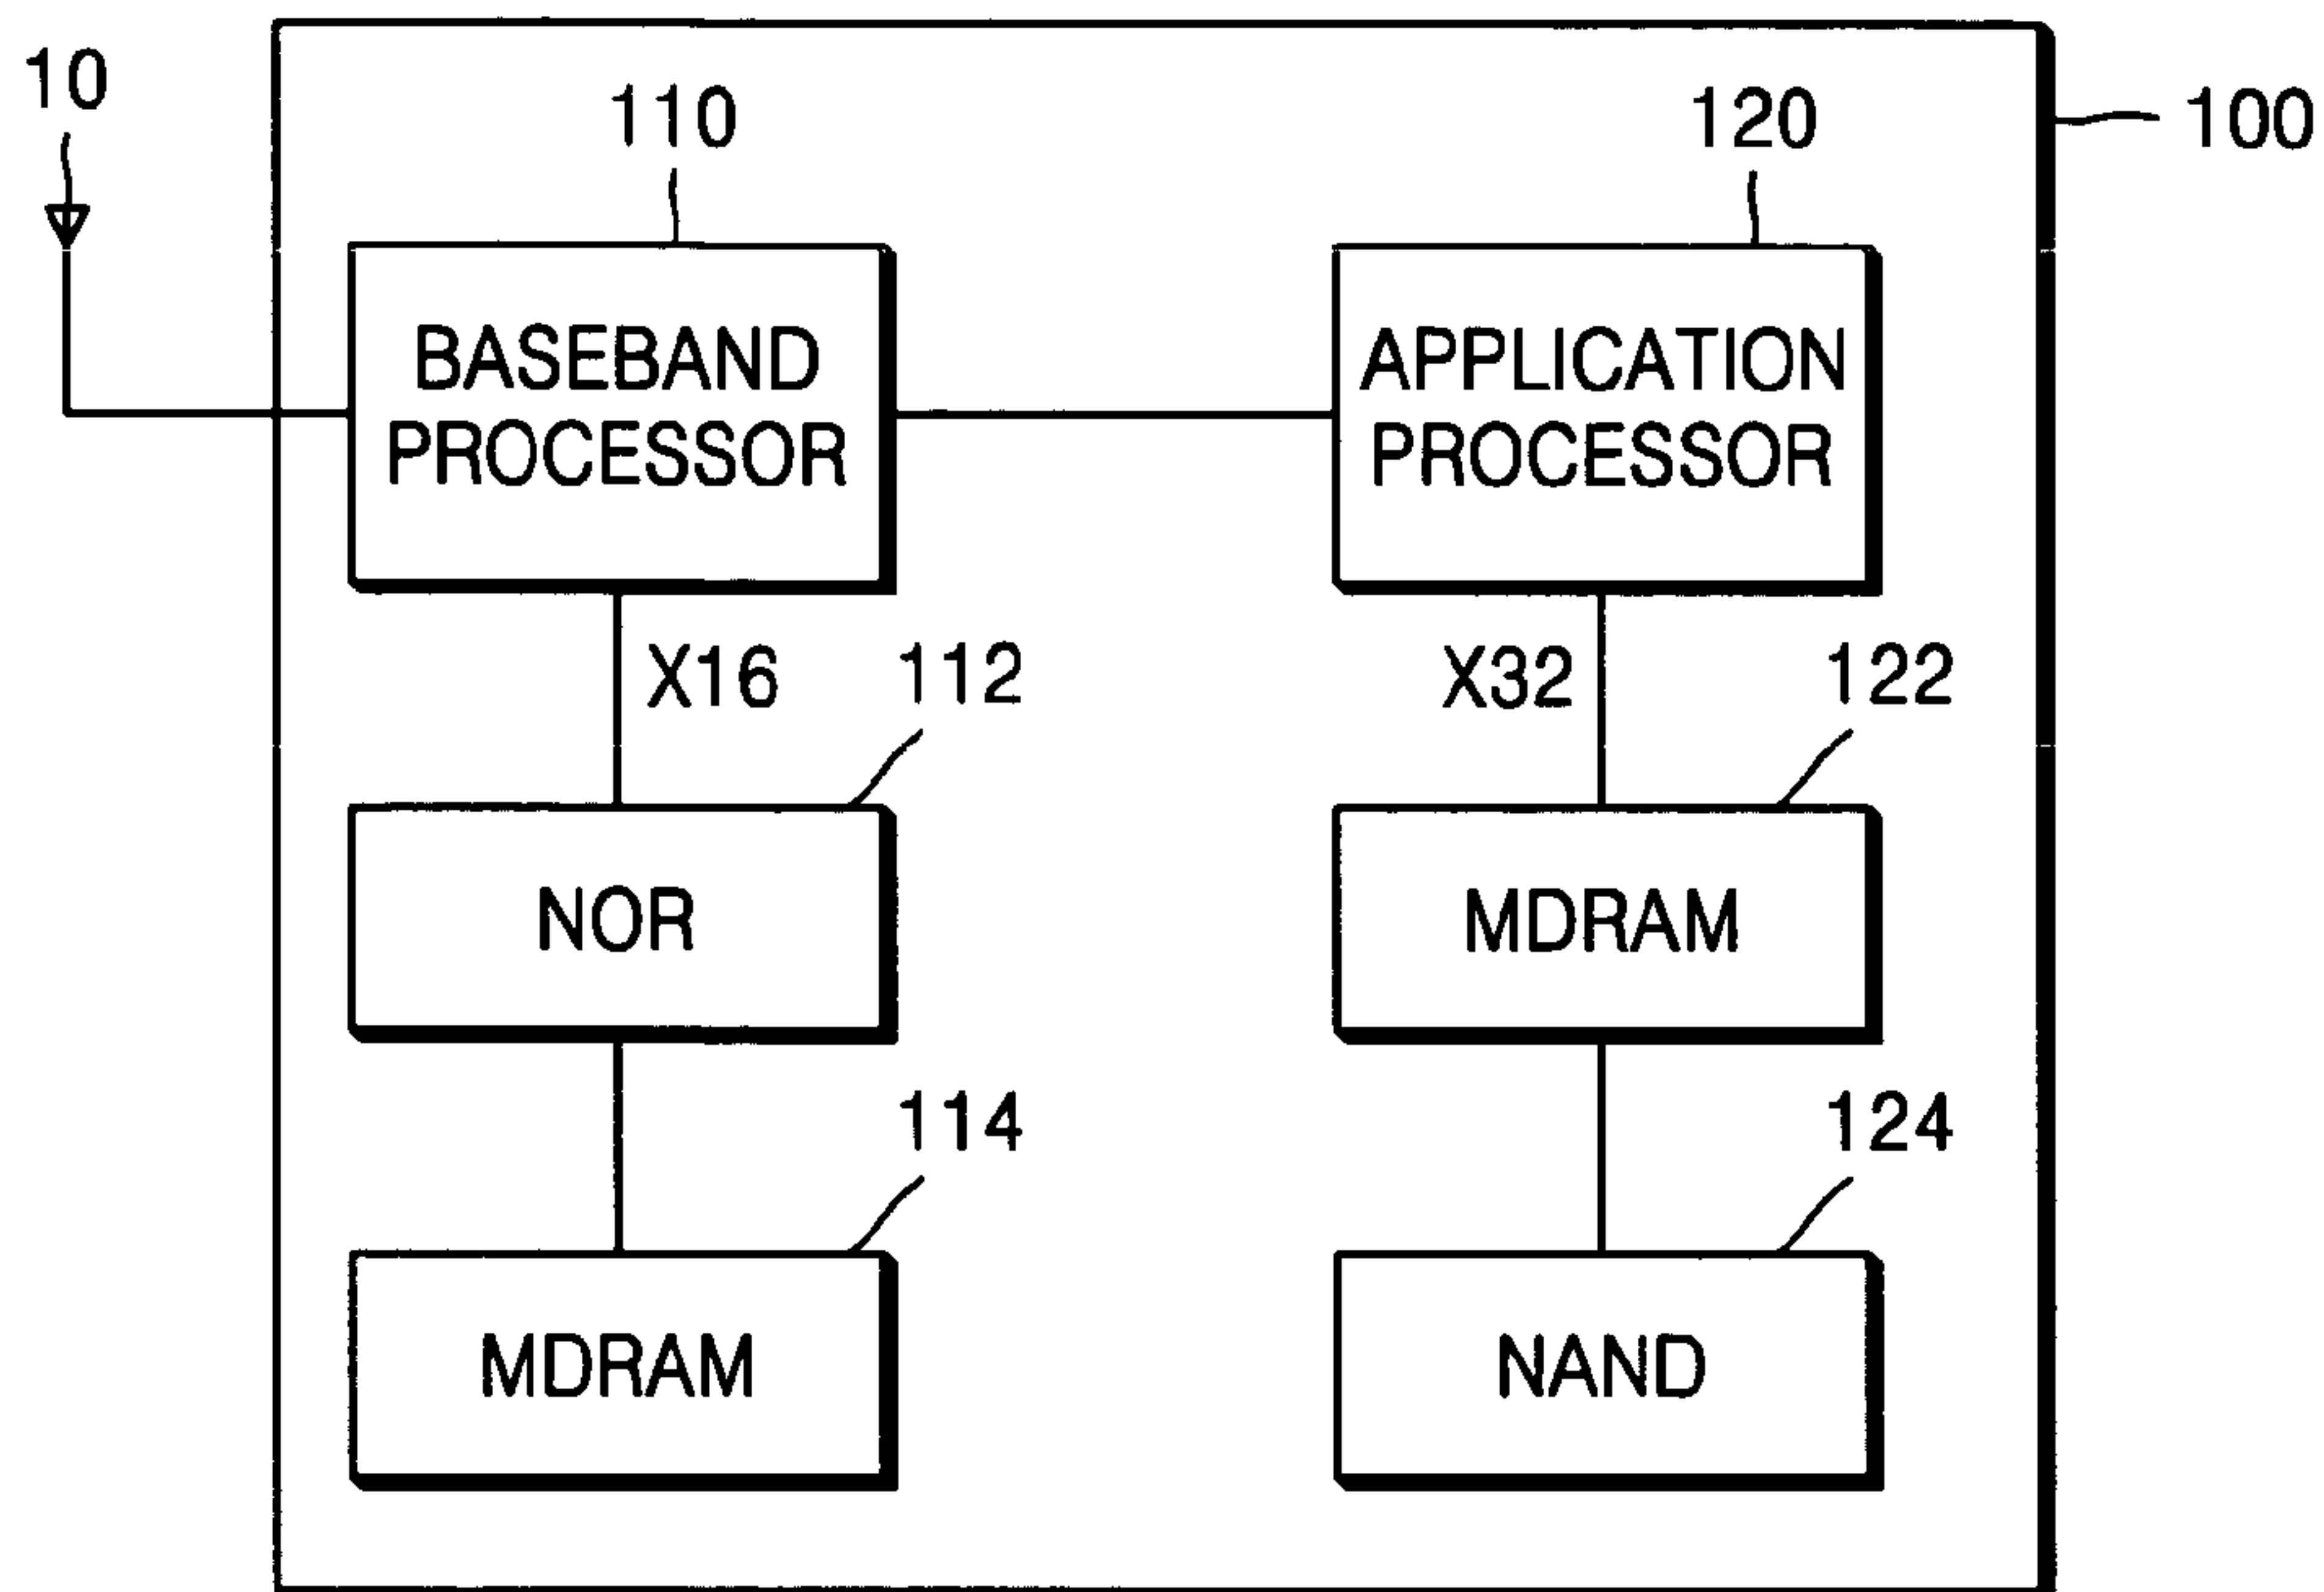 10
110
120
100
BASEBAND
PROCESSOR
APPLICATION
PROCESSOR
X16
112
X32
122
NOR
MDRAM
114
124
MDRAM
NAND